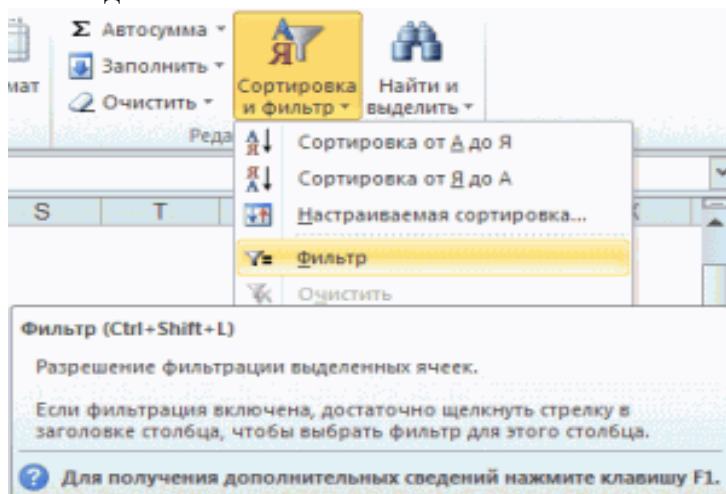 Σ Автосумма
Заполнить
Очистить
мат
Сортировка и фильтр
Найти и выделить
Реда
Сортировка от А до Я
Сортировка от Я до А
Настраиваемая сортировка...
Фильтр
Очистить
S T
Фильтр (Ctrl+Shift+L)
Разрешение фильтрации выделенных ячеек.
Если фильтрация включена, достаточно щелкнуть стрелку в
заголовке столбца, чтобы выбрать фильтр для этого столбца.
Для получения дополнительных сведений нажмите клавишу F1.